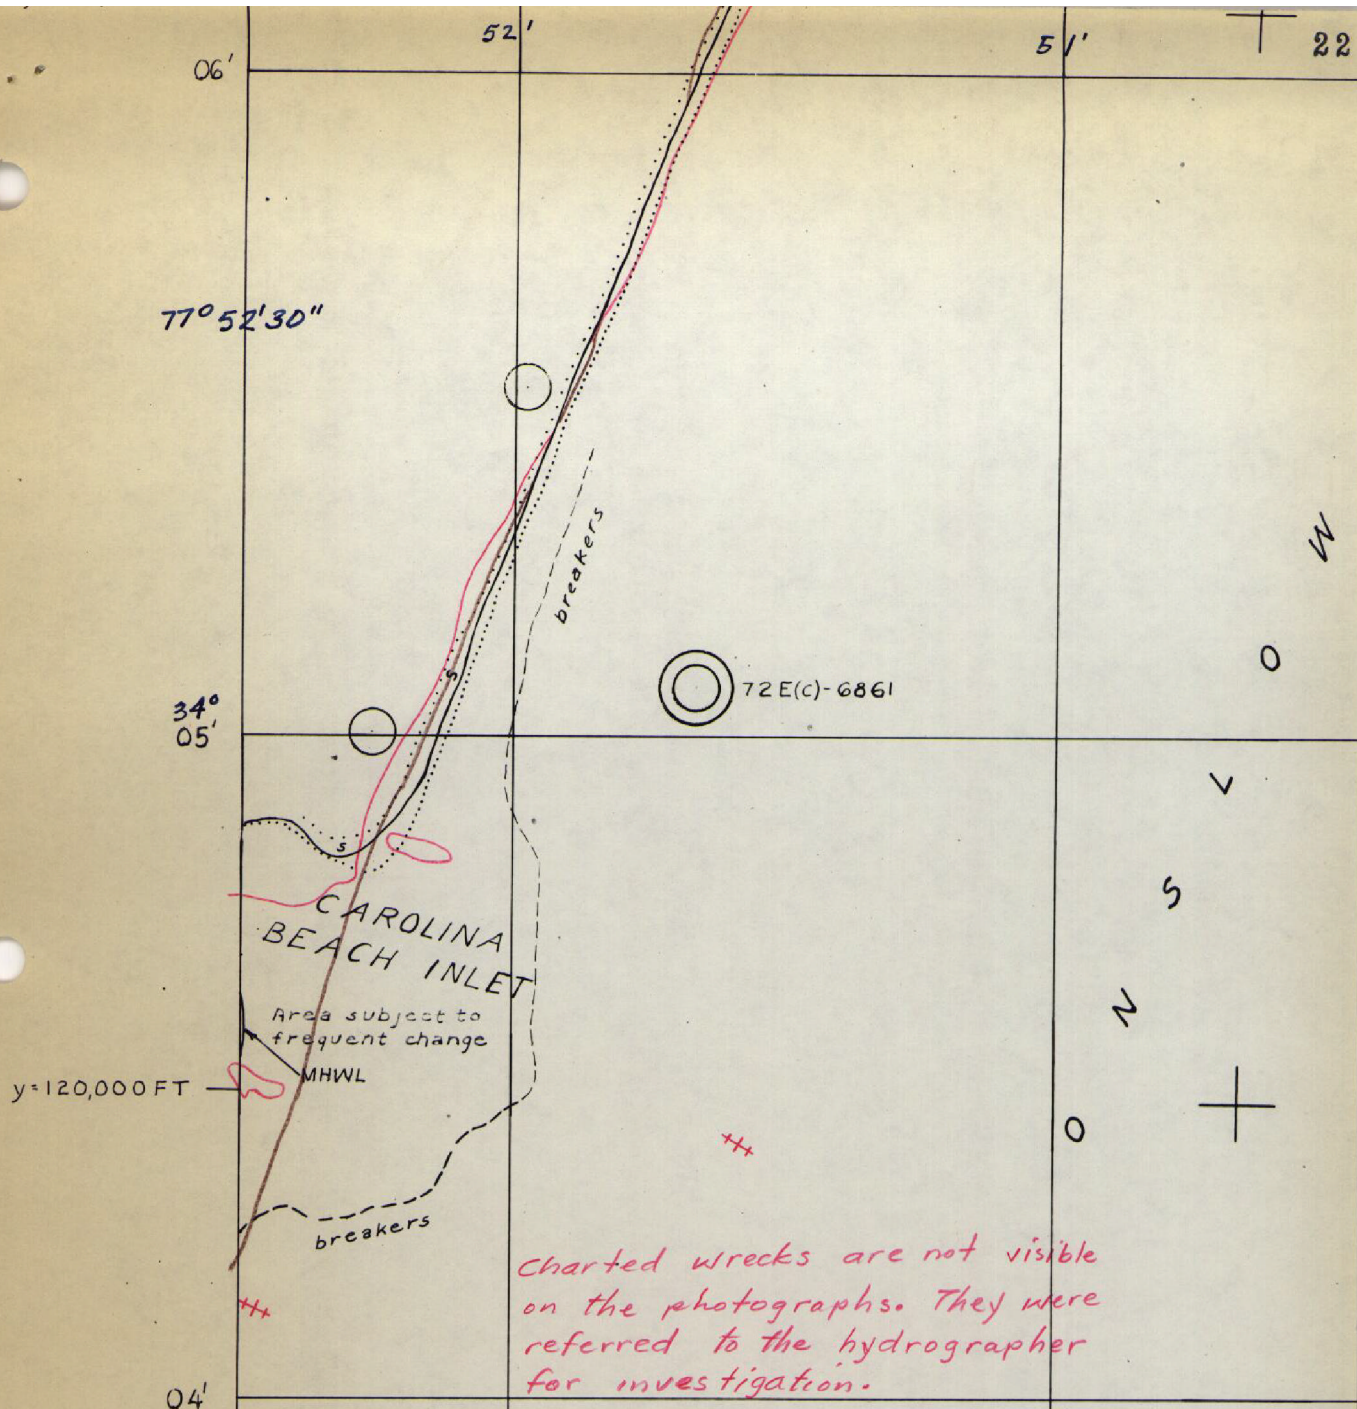 52'
51'
22
06'
77° 52'30"
breakers
72E(C)-6861
34°
05'
S
S
CAROLINA
BEACH INLET
Area subject to
frequent change
MHWL
y=120,000 FT
breakers
O N S L O W
Charted wrecks are not visible
on the photographs. They were
referred to the hydrographer
for investigation.
04'